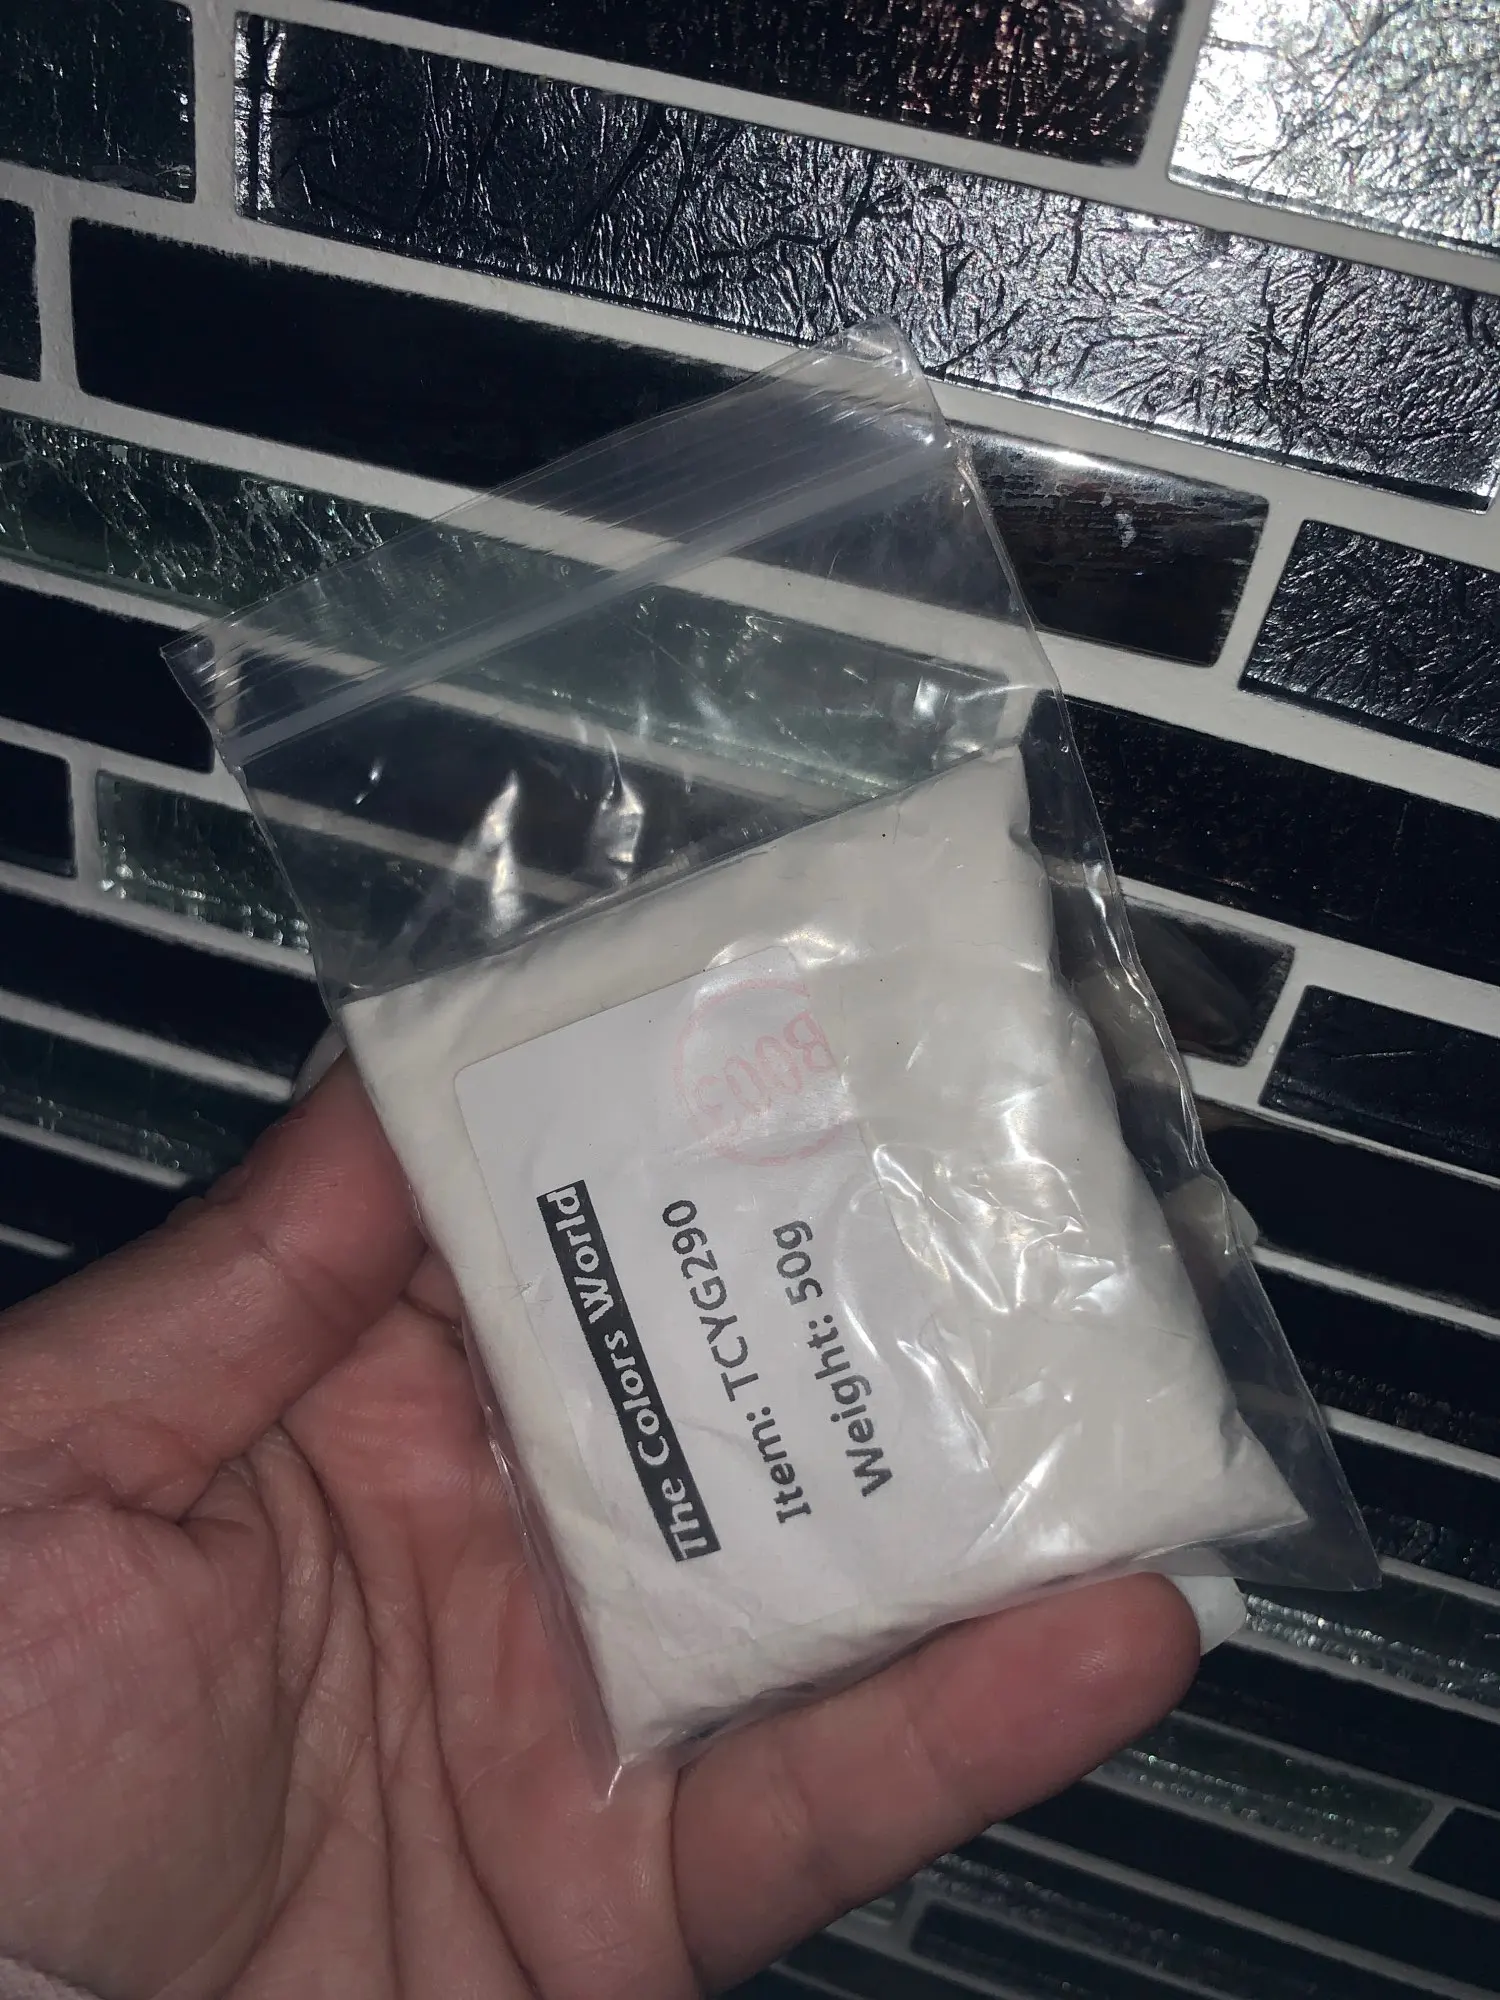 The Colors World
Item: TCYG290
Weight: 50g